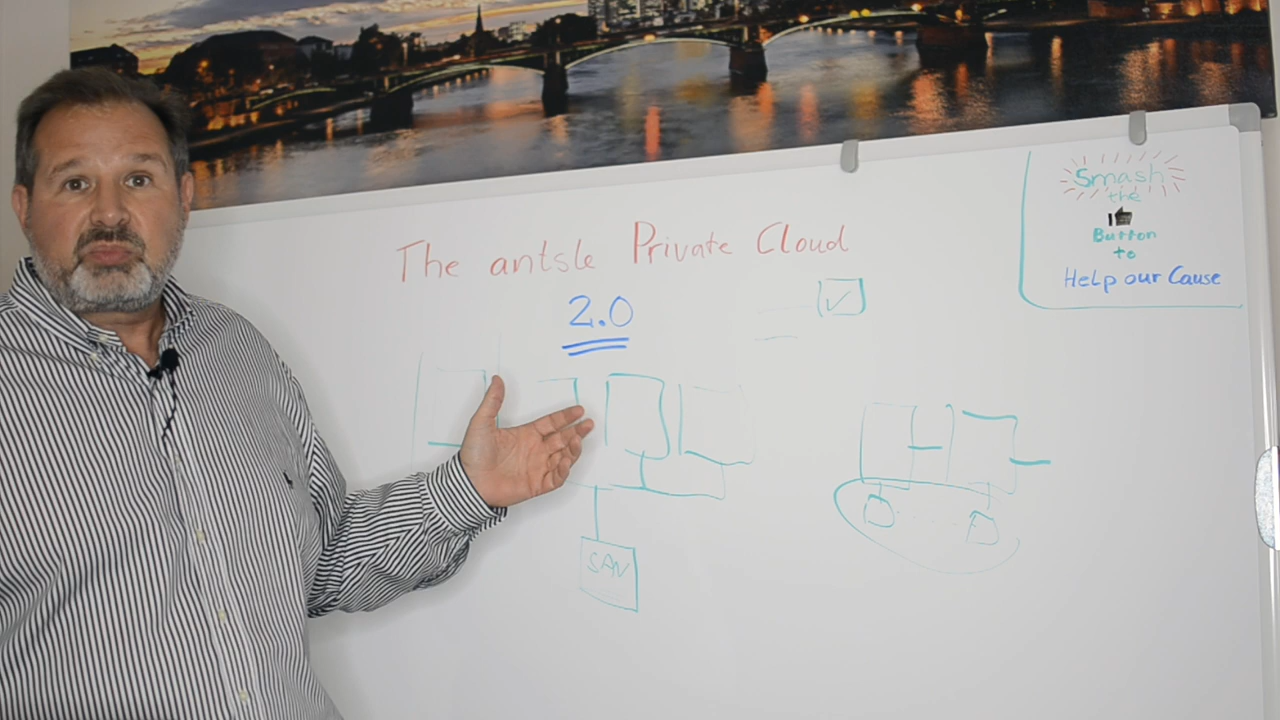 The antsle Private Cloud
2.0
SAN
Smash
the
Button
to
Help our Cause